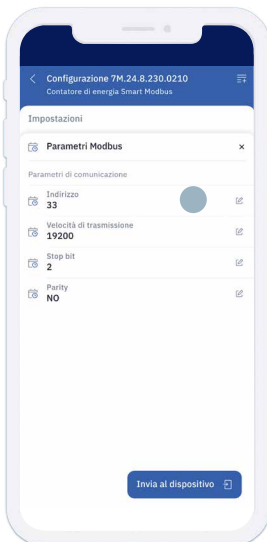 Configurazione 7M.24.8.230.0210
Contatore di energia Smart Modbus
Impostazioni
Parametri Modbus
Parametri di comunicazione
Indirizzo
33
Velocità di trasmissione
19200
Stop bit
2
Parity
NO
Invia al dispositivo